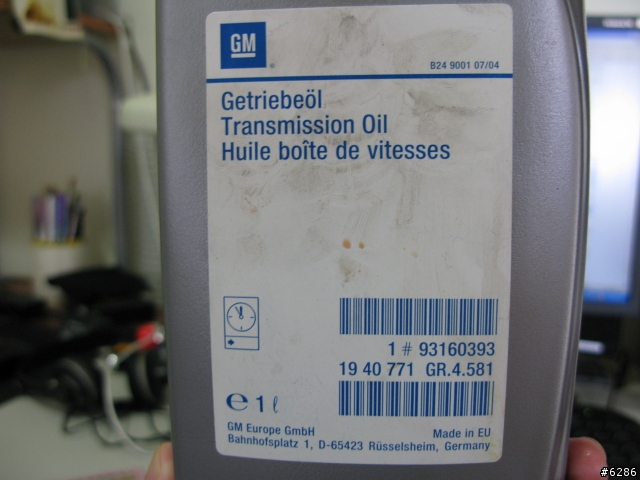 GM
B24 9001 07/04
Getriebeöl
Transmission Oil
Huile boîte de vitesses
1 # 93160393
19 40 771 GR.4.581
℮ 1 ℓ
GM Europe GmbH
Made in EU
Bahnhofsplatz 1, D-65423 Rüsselsheim, Germany
#6286